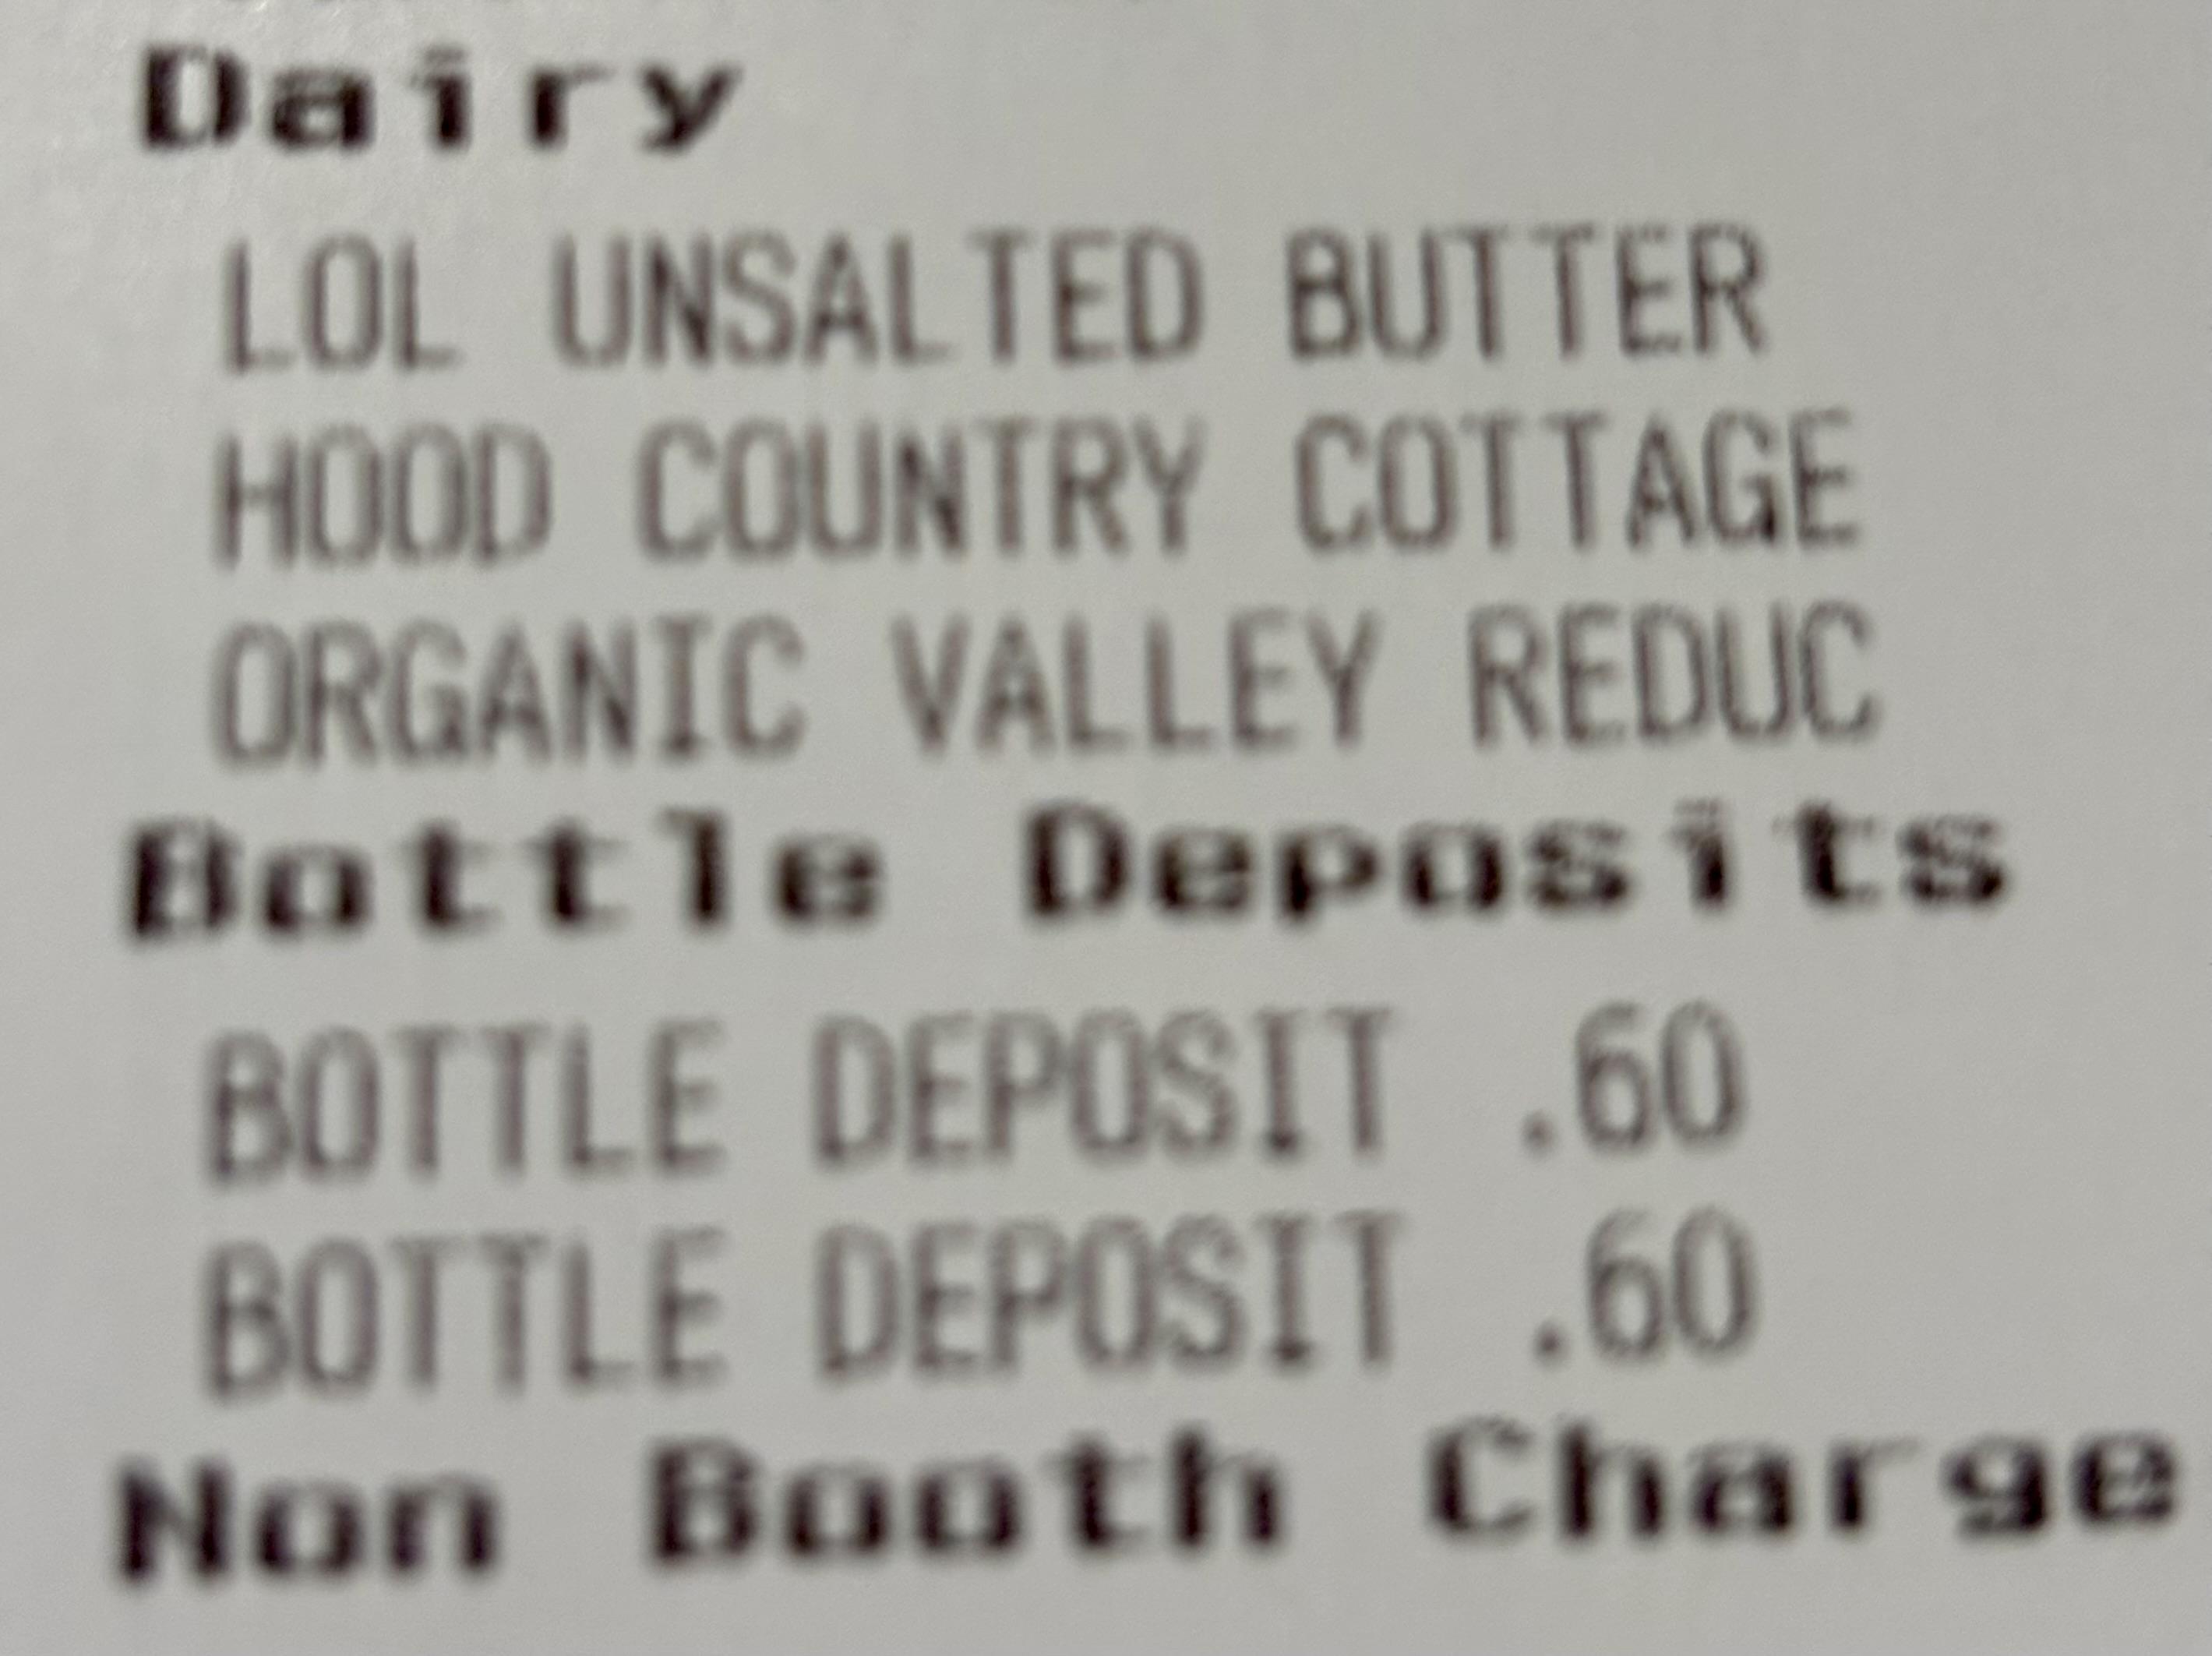 Dairy
LOL UNSALTED BUTTER
HOOD COUNTRY COTTAGE
ORGANIC VALLEY REDUC
Bottle Deposits
BOTTLE DEPOSIT .60
BOTTLE DEPOSIT .60
Non Booth Charge